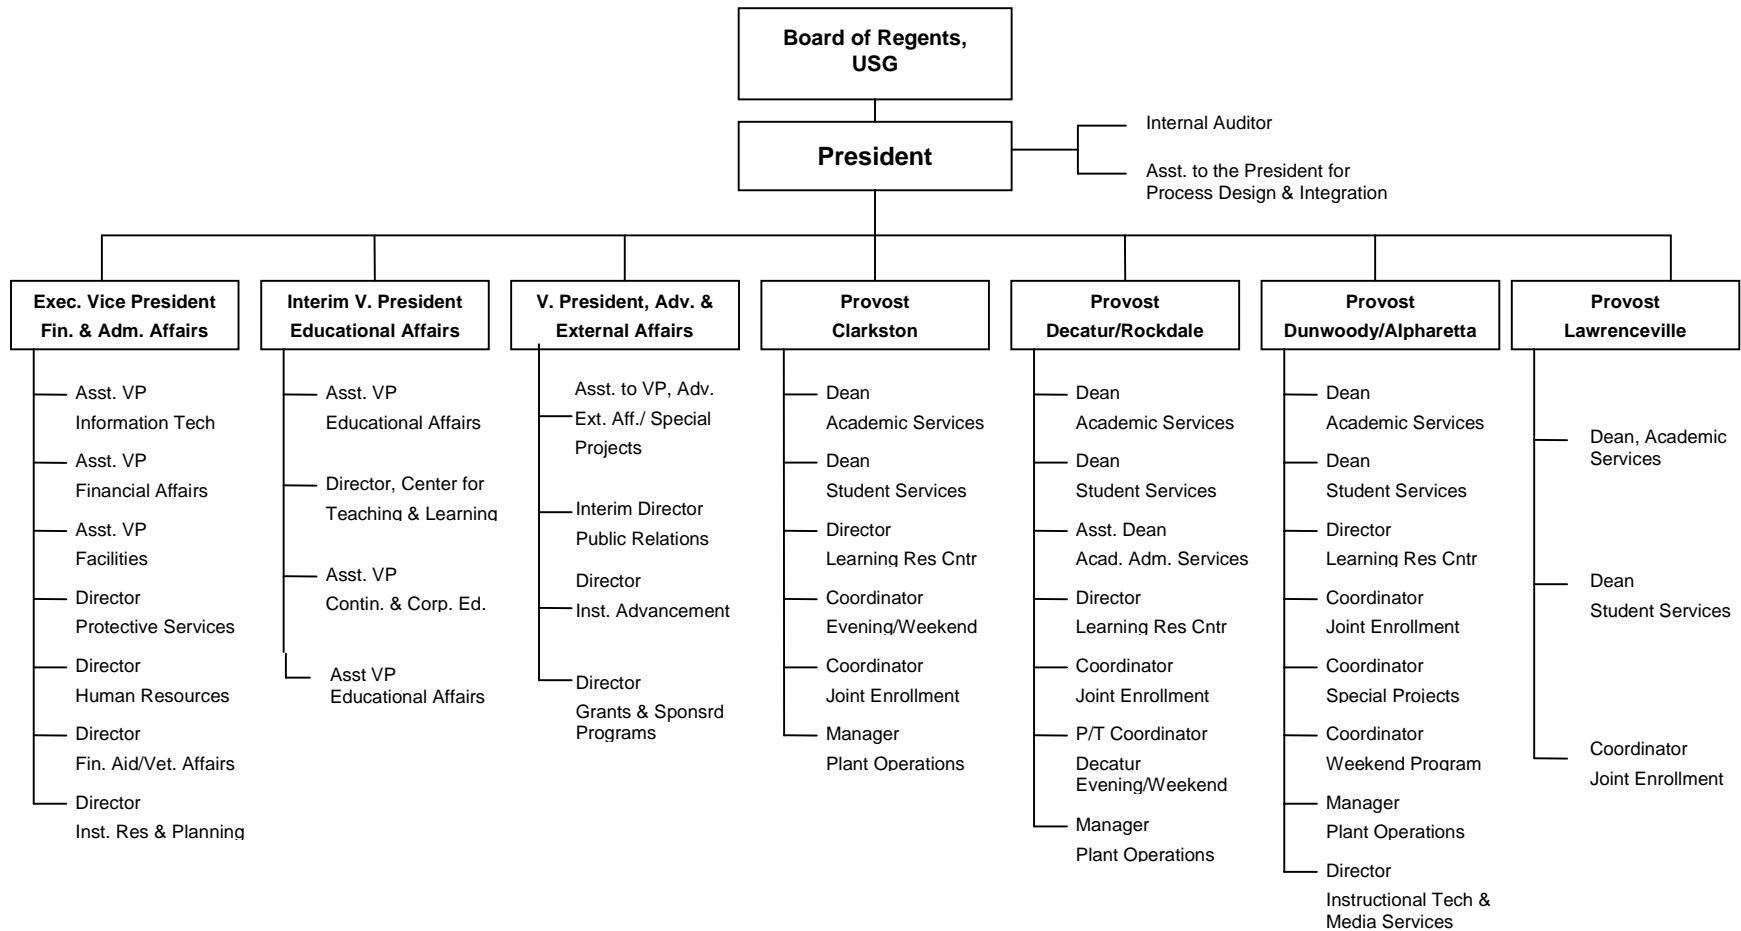 Board of Regents,
USG
President
Internal Auditor
Asst. to the President for
Process Design & Integration
Exec. Vice President
Fin. & Adm. Affairs
Asst. VP
Information Tech
Asst. VP
Financial Affairs
Asst. VP
Facilities
Director
Protective Services
Director
Human Resources
Director
Fin. Aid/Vet. Affairs
Director
Inst. Res & Planning
Interim V. President
Educational Affairs
Asst. VP
Educational Affairs
Director, Center for
Teaching & Learning
Asst. VP
Contin. & Corp. Ed.
Asst VP
Educational Affairs
V. President, Adv. &
External Affairs
Asst. to VP, Adv.
Ext. Aff./ Special
Projects
Interim Director
Public Relations
Director
Inst. Advancement
Director
Grants & Sponsrd
Programs
Provost
Clarkston
Dean
Academic Services
Dean
Student Services
Director
Learning Res Cntr
Coordinator
Evening/Weekend
Coordinator
Joint Enrollment
Manager
Plant Operations
Provost
Decatur/Rockdale
Dean
Academic Services
Dean
Student Services
Asst. Dean
Acad. Adm. Services
Director
Learning Res Cntr
Coordinator
Joint Enrollment
P/T Coordinator
Decatur
Evening/Weekend
Manager
Plant Operations
Provost
Dunwoody/Alpharetta
Dean
Academic Services
Dean
Student Services
Director
Learning Res Cntr
Coordinator
Joint Enrollment
Coordinator
Special Projects
Coordinator
Weekend Program
Manager
Plant Operations
Director
Instructional Tech &
Media Services
Provost
Lawrenceville
Dean, Academic
Services
Dean
Student Services
Coordinator
Joint Enrollment